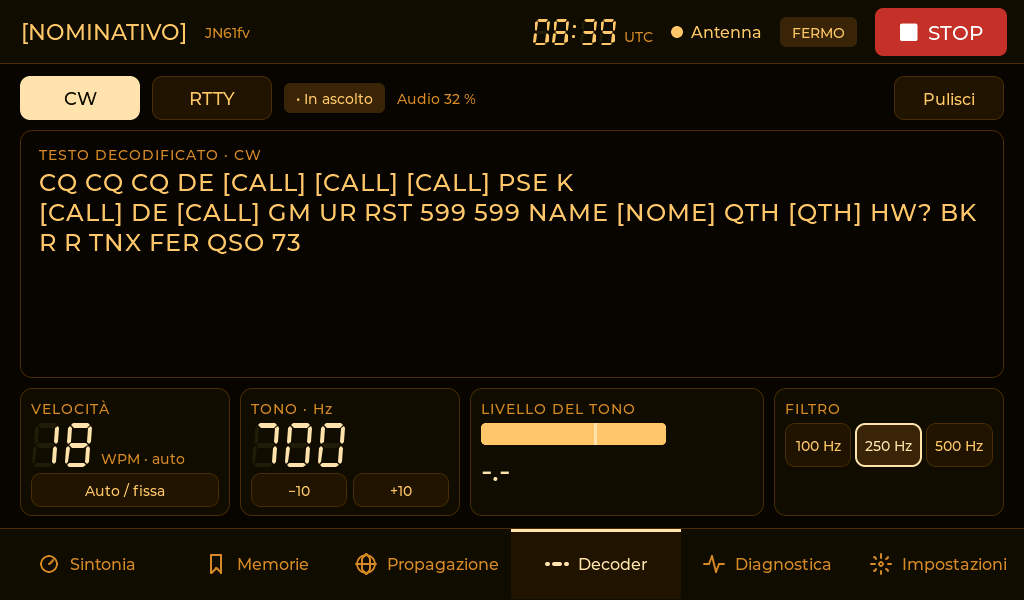 [NOMINATIVO] JN61fv 08:39 UTC Antenna FERMO STOP
CW RTTY • In ascolto Audio 32 % Pulisci
TESTO DECODIFICATO · CW
CQ CQ CQ DE [CALL] [CALL] [CALL] PSE K
[CALL] DE [CALL] GM UR RST 599 599 NAME [NOME] QTH [QTH] HW? BK
R R TNX FER QSO 73
VELOCITÀ TONO · Hz LIVELLO DEL TONO FILTRO
18 WPM · auto 700 100 Hz 250 Hz 500 Hz
-.-
Auto / fissa −10 +10
Sintonia Memorie Propagazione Decoder Diagnostica Impostazioni